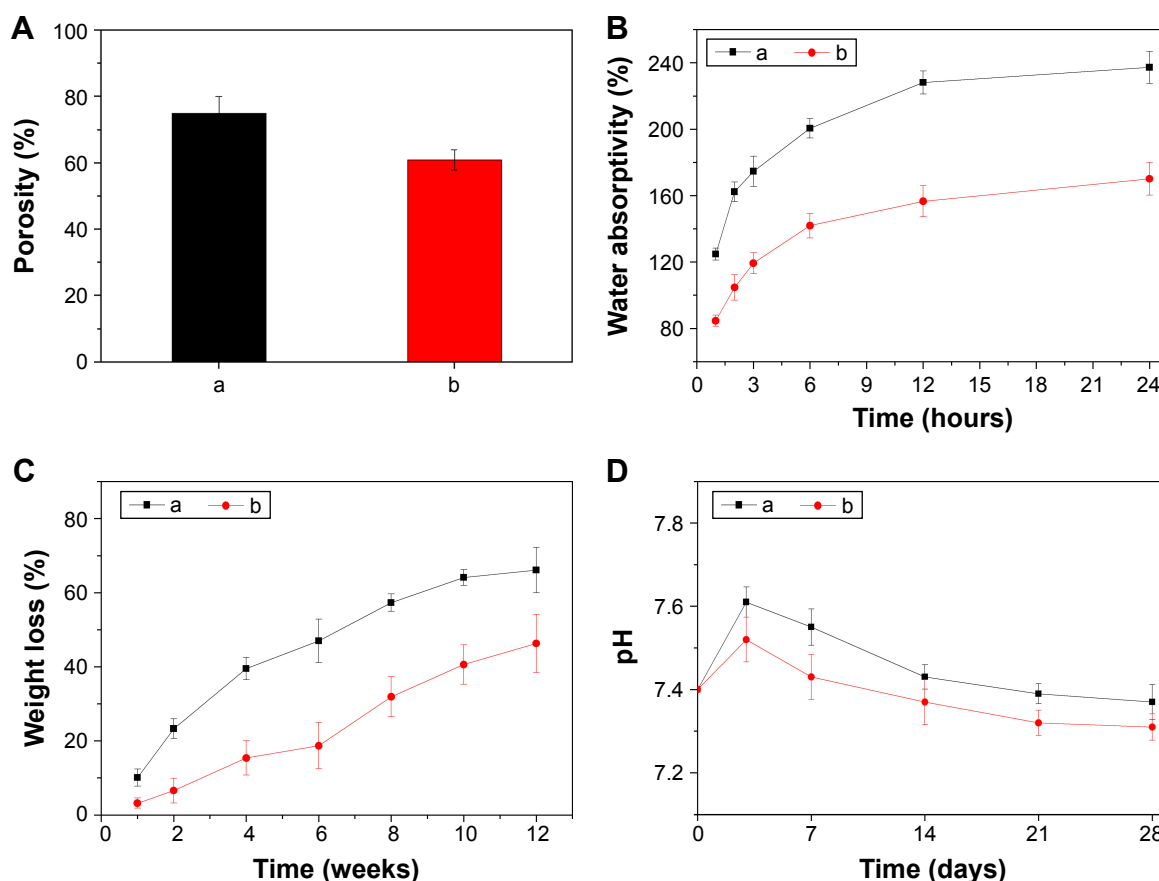 A
Porosity (%)
100
80
60
40
20
0
a
b
B
Water absorptivity (%)
a
b
240
200
160
120
80
0
3
6
9
12
15
18
21
24
Time (hours)
C
Weight loss (%)
a
b
80
60
40
20
0
0
2
4
6
8
10
12
Time (weeks)
D
pH
a
b
7.8
7.6
7.4
7.2
0
7
14
21
28
Time (days)